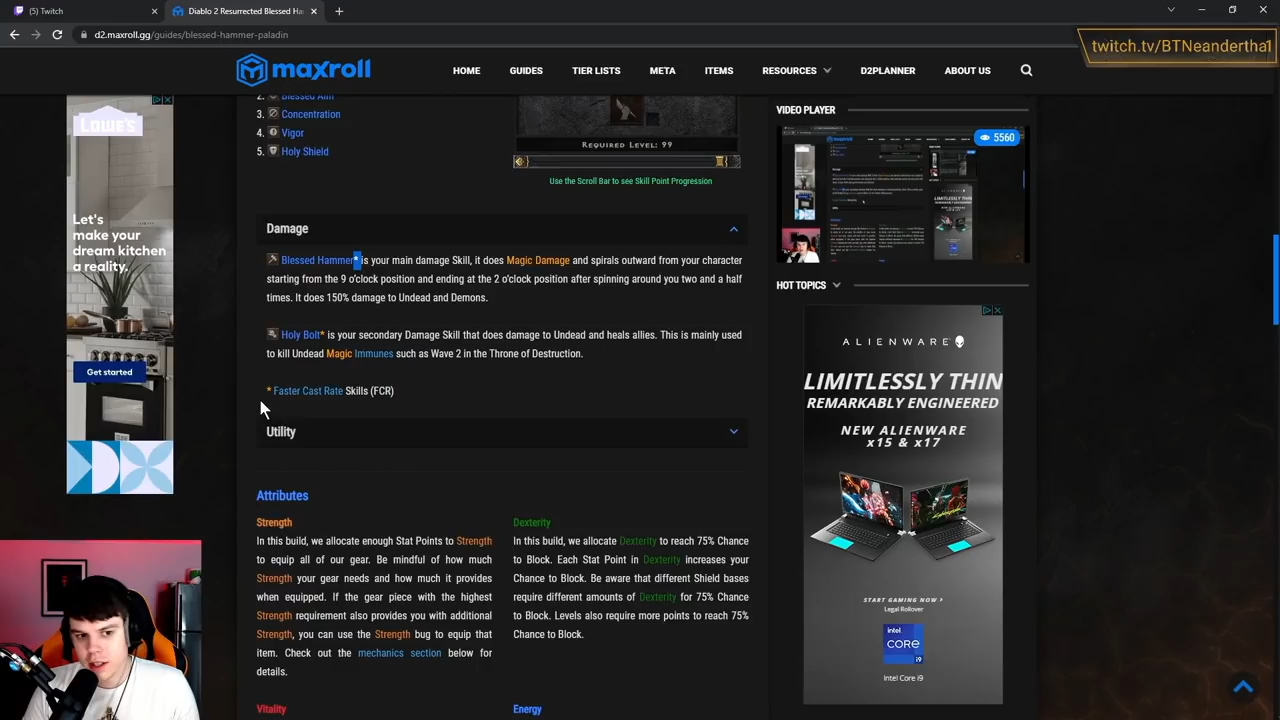 (5) Twitch
Diablo 2 Resurrected Blessed Ha
d2.maxroll.gg/guides/blessed-hammer-paladin
twitch.tv/BTNeanderthal
maxroll
HOME
GUIDES
TIER LISTS
META
ITEMS
RESOURCES
D2PLANNER
ABOUT US
2. Blessed Aim
3. Concentration
4. Vigor
5. Holy Shield
REQUIRED LEVEL: 99
Use the Scroll Bar to see Skill Point Progression
Damage
Blessed Hammer* is your main damage Skill, it does Magic Damage and spirals outward from your character
starting from the 9 o'clock position and ending at the 2 o'clock position after spinning around you two and a half
times. It does 150% damage to Undead and Demons.
Holy Bolt* is your secondary Damage Skill that does damage to Undead and heals allies. This is mainly used
to kill Undead Magic Immunes such as Wave 2 in the Throne of Destruction.
* Faster Cast Rate Skills (FCR)
Utility
Attributes
Strength
In this build, we allocate enough Stat Points to Strength
to equip all of our gear. Be mindful of how much
Strength your gear needs and how much it provides
when equipped. If the gear piece with the highest
Strength requirement also provides you with additional
Strength, you can use the Strength bug to equip that
item. Check out the mechanics section below for
details.
Dexterity
In this build, we allocate Dexterity to reach 75% Chance
to Block. Each Stat Point in Dexterity increases your
Chance to Block. Be aware that different Shield bases
require different amounts of Dexterity for 75% Chance
to Block. Levels also require more points to reach 75%
Chance to Block.
Vitality
Energy
VIDEO PLAYER
5560
HOT TOPICS
LOWE'S
Let's
make your
dream kitchen
a reality.
Get started
ALIENWARE
LIMITLESSLY THIN
REMARKABLY ENGINEERED
NEW ALIENWARE
x15 & x17
START GAMING NOW >
Legal Rollover
intel
CORE
i9
Intel Core i9